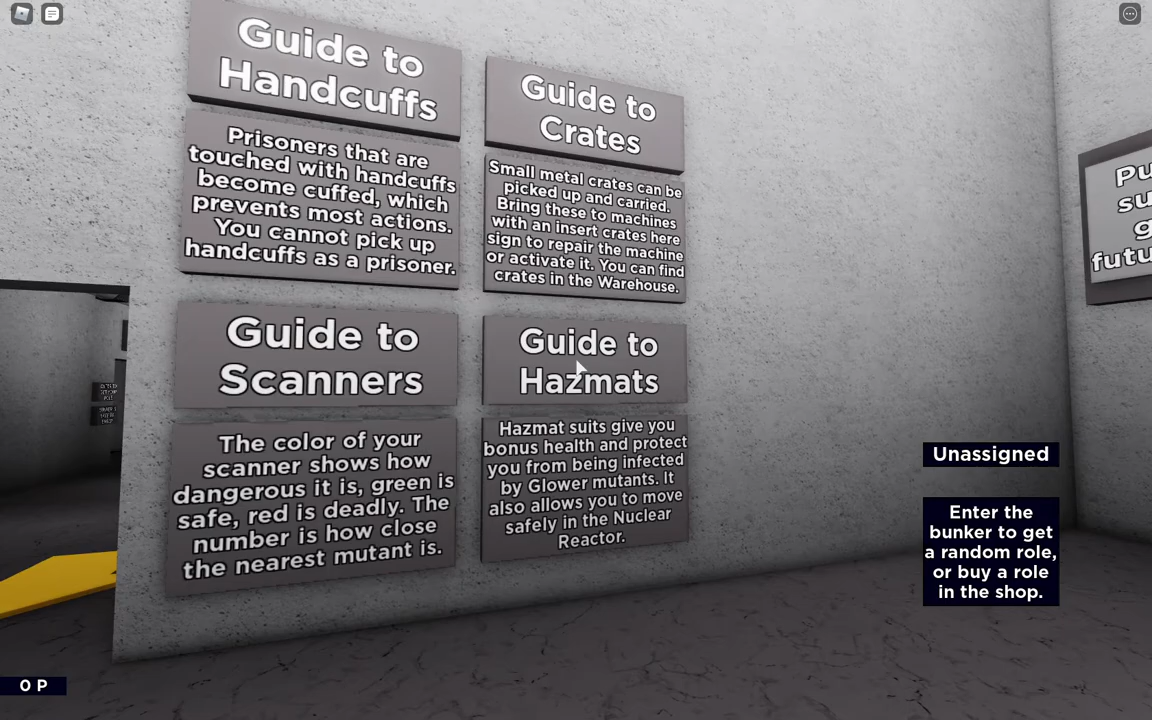 Guide to
Handcuffs
Prisoners that are
touched with handcuffs
become cuffed, which
prevents most actions.
You cannot pick up
handcuffs as a prisoner.
Guide to
Crates
Small metal crates can be
picked up and carried.
Bring these to machines
with an insert crates here
sign to repair the machine
or activate it. You can find
crates in the Warehouse.
Guide to
Scanners
The color of your
scanner shows how
dangerous it is, green is
safe, red is deadly. The
number is how close
the nearest mutant is.
Guide to
Hazmats
Hazmat suits give you
bonus health and protect
you from being infected
by Glower mutants. It
also allows you to move
safely in the Nuclear
Reactor.
Pu
su
g
futu
Unassigned
Enter the
bunker to get
a random role,
or buy a role
in the shop.
0 P